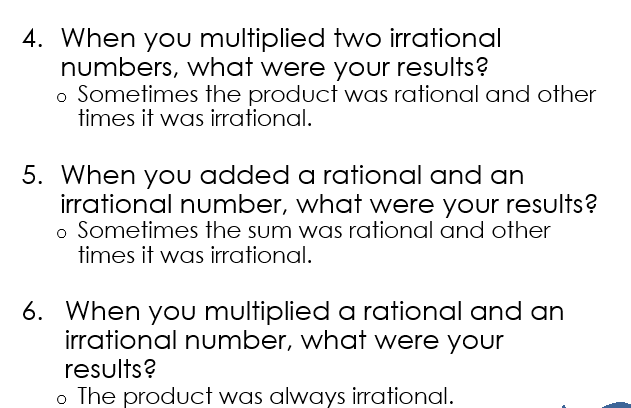 4. When you multiplied two irrational
numbers, what were your results?
o Sometimes the product was rational and other
times it was irrational.
5. When you added a rational and an
irrational number, what were your results?
o Sometimes the sum was rational and other
times it was irrational.
6. When you multiplied a rational and an
irrational number, what were your
results?
o The product was always irrational.